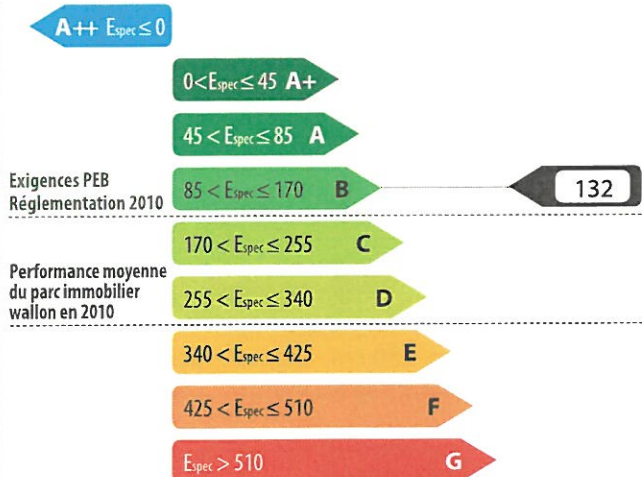 A++ Espec ≤ 0
0 < Espec ≤ 45 A+
45 < Espec ≤ 85 A
Exigences PEB
Réglementation 2010
85 < Espec ≤ 170 B
132
170 < Espec ≤ 255 C
Performance moyenne
du parc immobilier
wallon en 2010
255 < Espec ≤ 340 D
340 < Espec ≤ 425 E
425 < Espec ≤ 510 F
Espec > 510 G